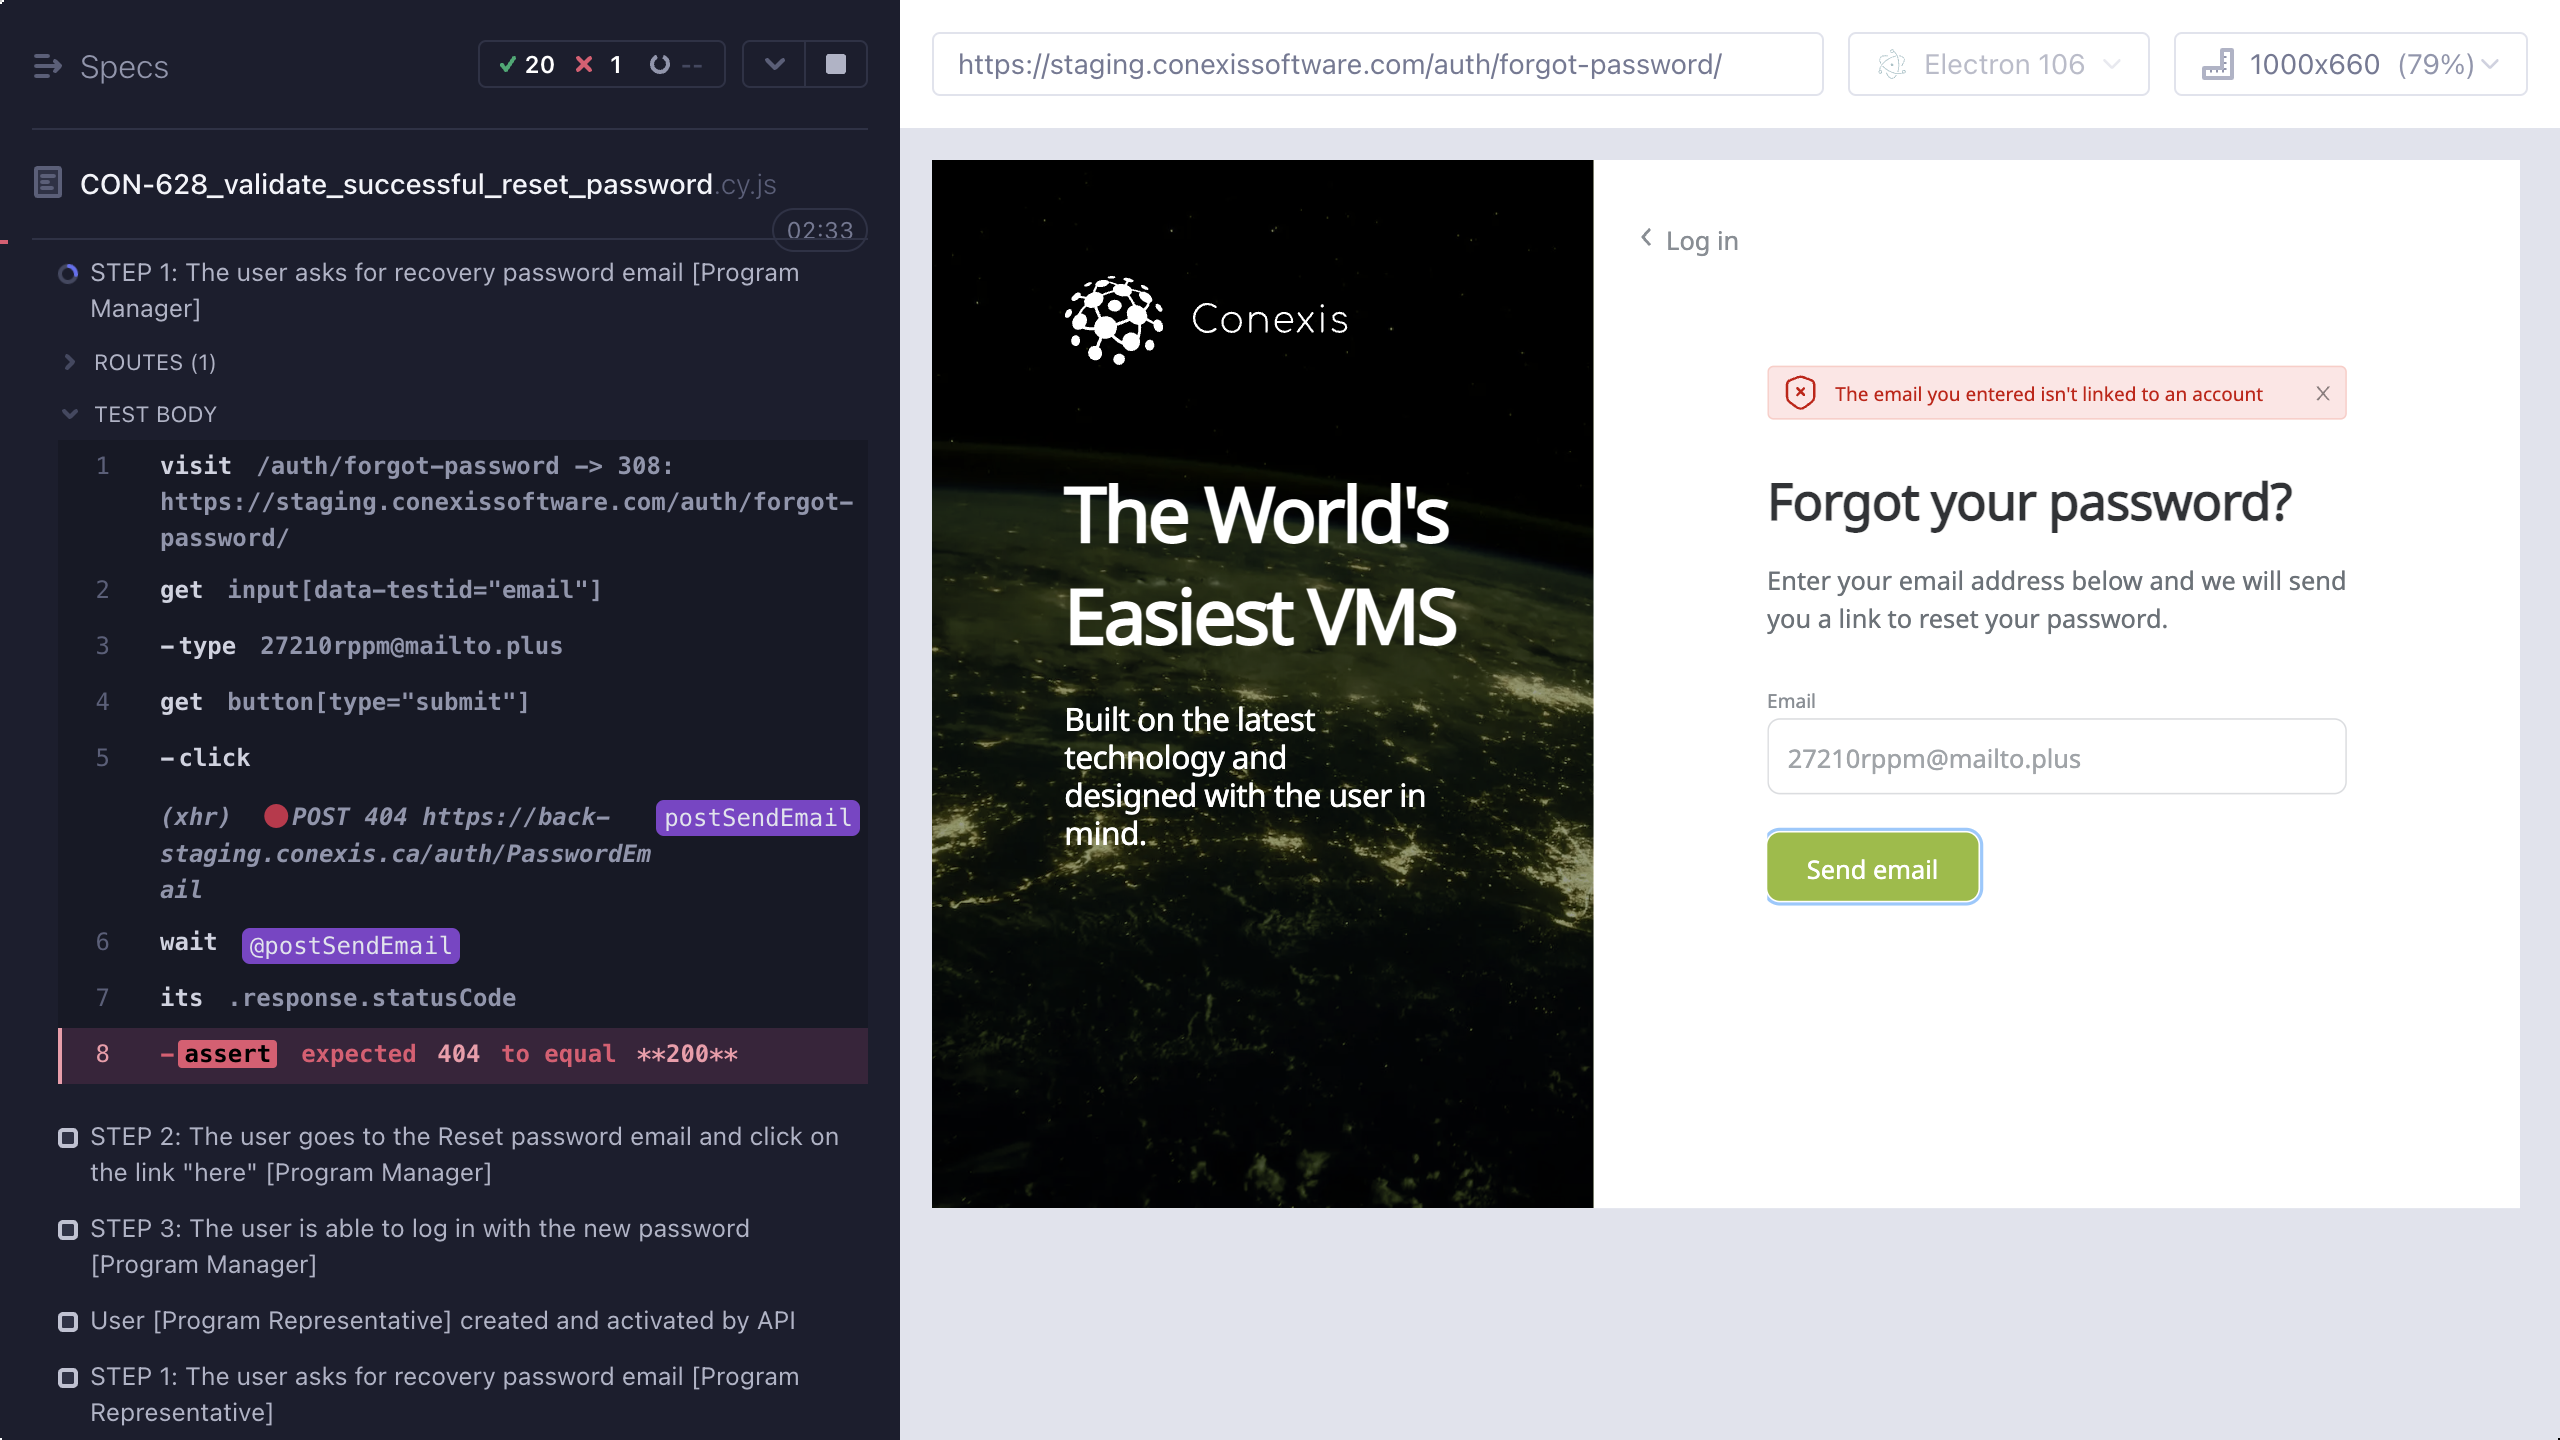 Specs
20 1 --
CON-628_validate_successful_reset_password.cy.js
02:33
STEP 1: The user asks for recovery password email [Program
Manager]
ROUTES (1)
TEST BODY
1 visit /auth/forgot-password -> 308:
https://staging.conexissoftware.com/auth/forgot-
password/
2 get input[data-testid="email"]
3 -type 27210rppm@mailto.plus
4 get button[type="submit"]
5 -click
(xhr) POST 404 https://back- postSendEmail
staging.conexis.ca/auth/PasswordEm
ail
6 wait @postSendEmail
7 its .response.statusCode
8 -assert expected 404 to equal **200**
STEP 2: The user goes to the Reset password email and click on
the link "here" [Program Manager]
STEP 3: The user is able to log in with the new password
[Program Manager]
User [Program Representative] created and activated by API
STEP 1: The user asks for recovery password email [Program
Representative]
https://staging.conexissoftware.com/auth/forgot-password/
Electron 106
1000x660 (79%)
Conexis
The World's
Easiest VMS
Built on the latest
technology and
designed with the user in
mind.
Log in
The email you entered isn't linked to an account
Forgot your password?
Enter your email address below and we will send
you a link to reset your password.
Email
27210rppm@mailto.plus
Send email